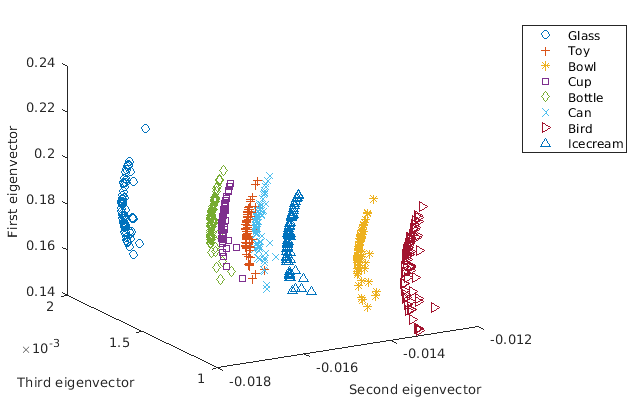 Glass
Toy
Bowl
Cup
Bottle
Can
Bird
Icecream
0.24
0.22
0.2
0.18
0.16
0.14
First eigenvector
2
1.5
1
×10⁻³
Third eigenvector
-0.018
-0.016
-0.014
-0.012
Second eigenvector